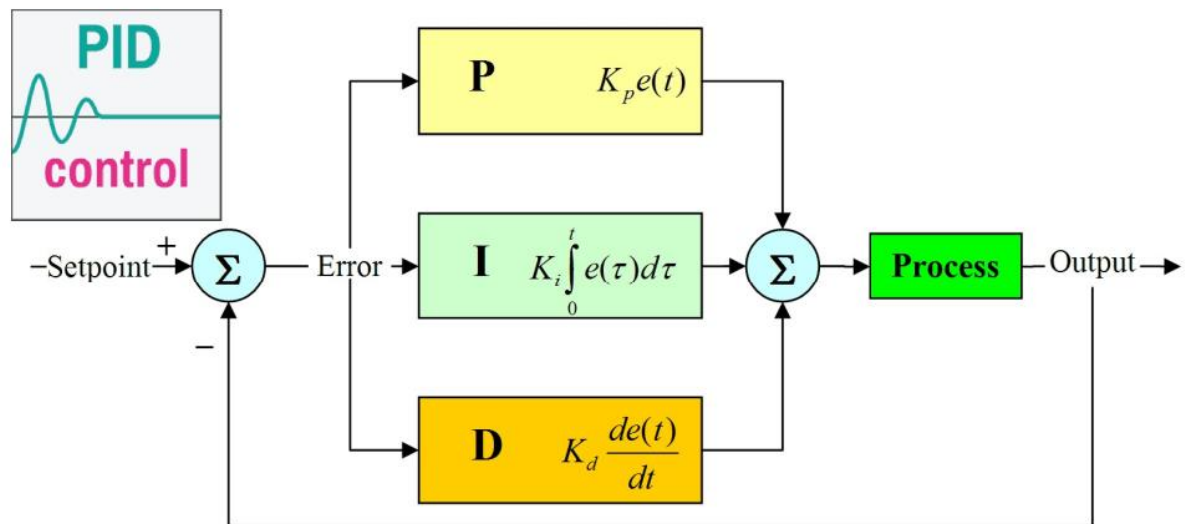 PID
control
P K_p e(t)
−Setpoint + Σ Error I K_i ∫_0^t e(τ)dτ Σ Process Output
−
D K_d de(t)/dt